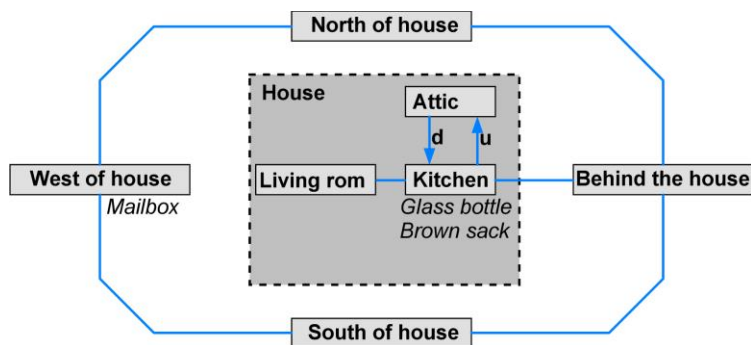 North of house
House
Attic
d
u
West of house
Living rom
Kitchen
Behind the house
Mailbox
Glass bottle
Brown sack
South of house